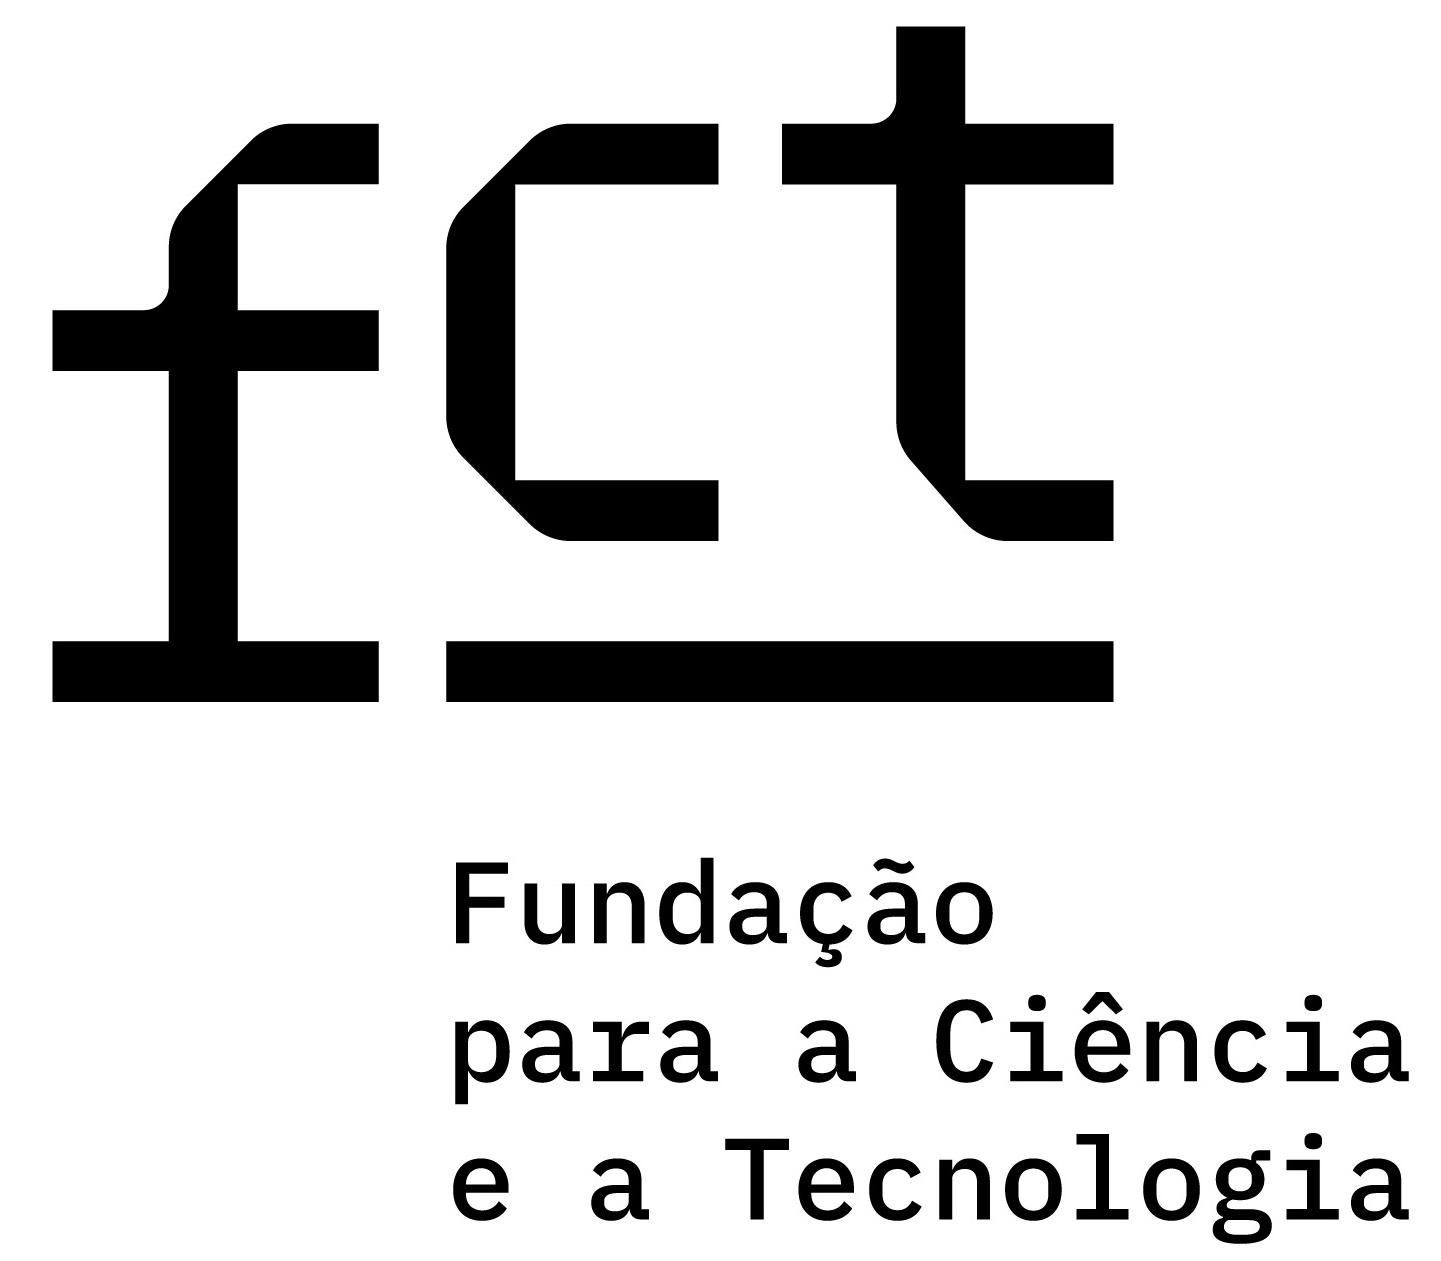 fct
Fundação
para a Ciência
e a Tecnologia